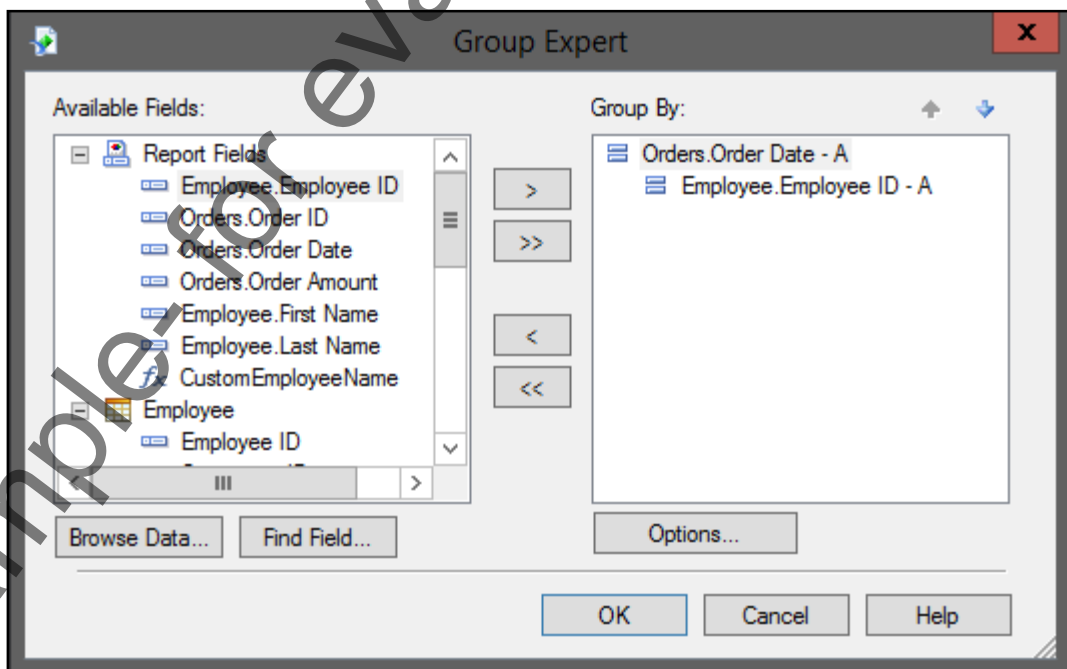 Group Expert
x
Available Fields:
Group By:
Report Fields
Employee.Employee ID
Orders.Order ID
Orders.Order Date
Orders.Order Amount
Employee.First Name
Employee.Last Name
fx CustomEmployeeName
Employee
Employee ID
>
>>
<
<<
Orders.Order Date - A
Employee.Employee ID - A
Browse Data...
Find Field...
Options...
OK
Cancel
Help